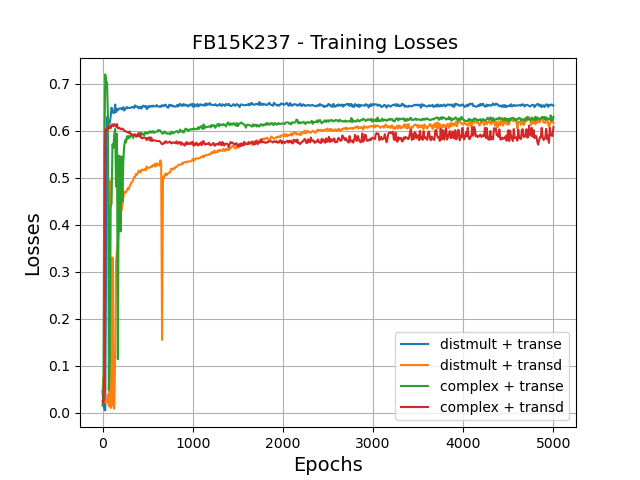 FB15K237 - Training Losses
Losses
0.7
0.6
0.5
0.4
0.3
0.2
0.1
0.0
distmult + transe
distmult + transd
complex + transe
complex + transd
0 1000 2000 3000 4000 5000
Epochs